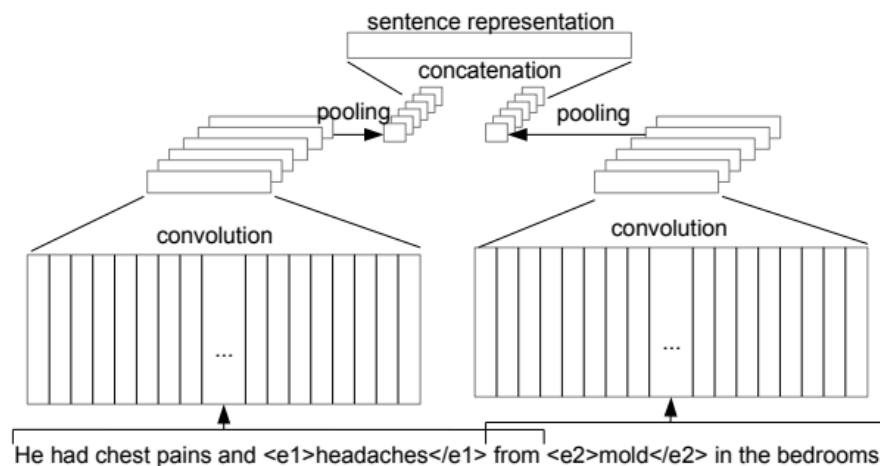 sentence representation
concatenation
pooling
pooling
convolution
convolution
...
...
He had chest pains and <e1>headaches</e1> from <e2>mold</e2> in the bedrooms